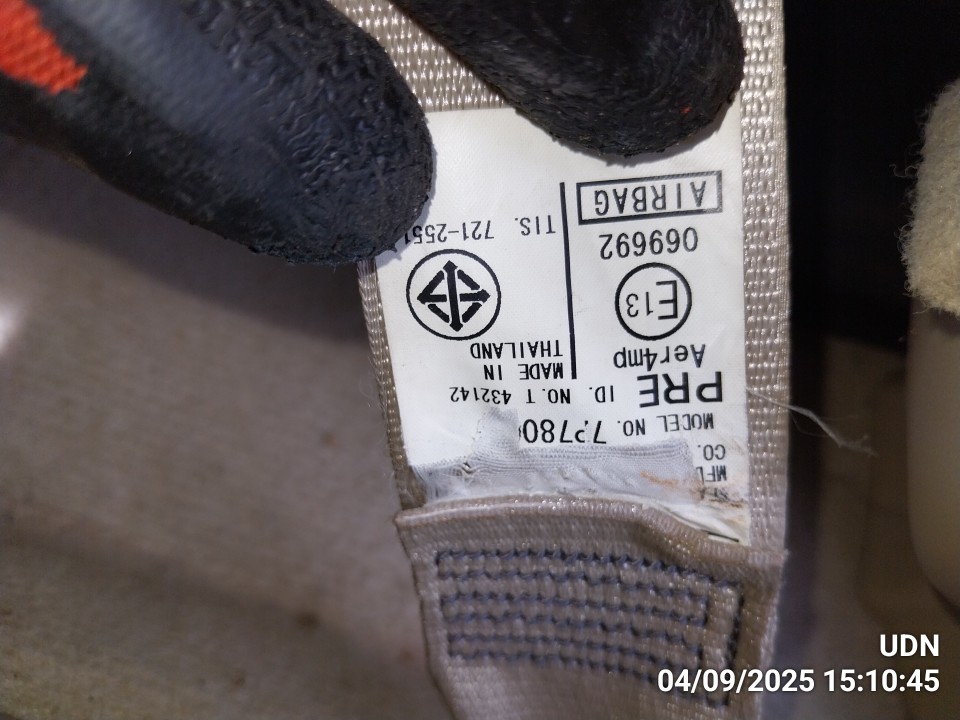 MODEL NO.
PRE ID. NO. T 432142
Aer4mp
E13
069692
AIRBAG
MADE IN
THAILAND
TIS. 721-2551
UDN
04/09/2025 15:10:45